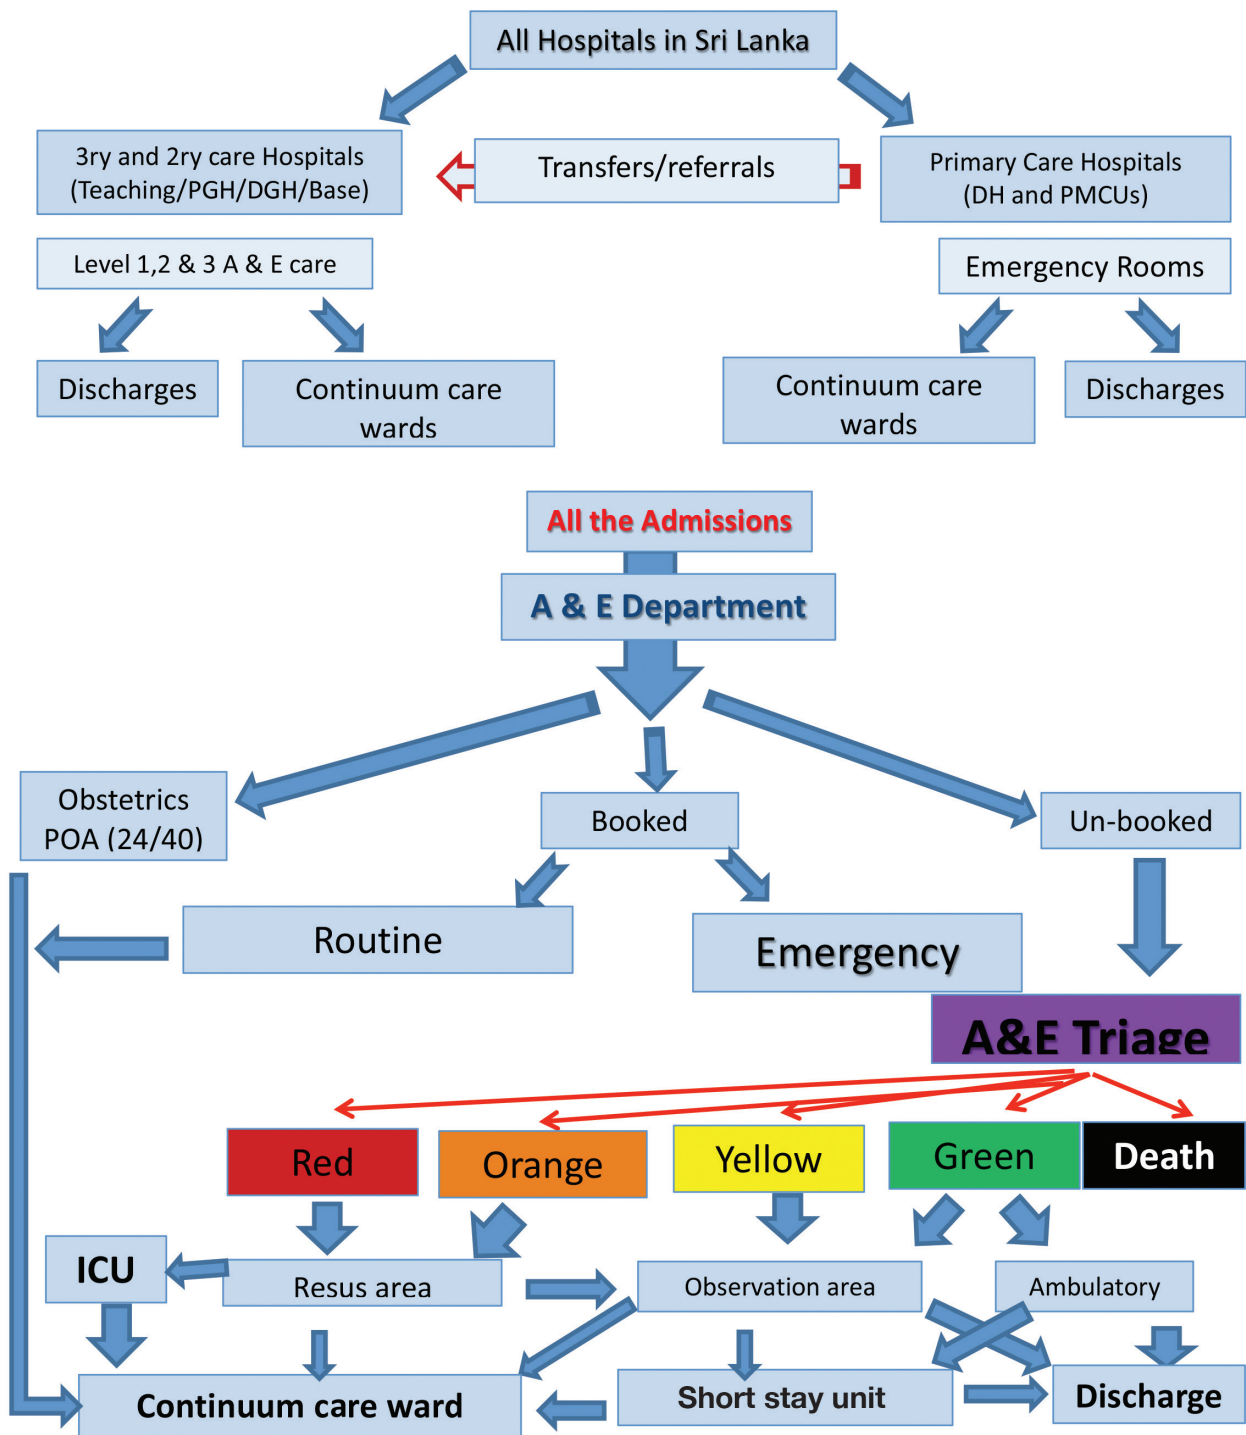 All Hospitals in Sri Lanka
3ry and 2ry care Hospitals
(Teaching/PGH/DGH/Base)
Transfers/referrals
Primary Care Hospitals
(DH and PMCUs)
Level 1,2 & 3 A & E care
Emergency Rooms
Discharges
Continuum care
wards
Continuum care
wards
Discharges
All the Admissions
A & E Department
Obstetrics
POA (24/40)
Booked
Un-booked
Routine
Emergency
A&E Triage
Red
Orange
Yellow
Green
Death
ICU
Resus area
Observation area
Ambulatory
Continuum care ward
Short stay unit
Discharge